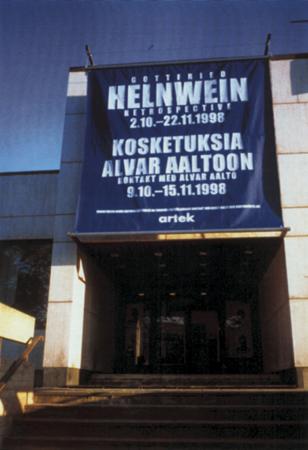 GOTTFRIED
HELNWEIN
RETROSPECTIVE
2.10.–22.11.1998
KOSKETUKSIA
ALVAR AALTOON
KONTAKT MED ALVAR AALTO
9.10.–15.11.1998
artek